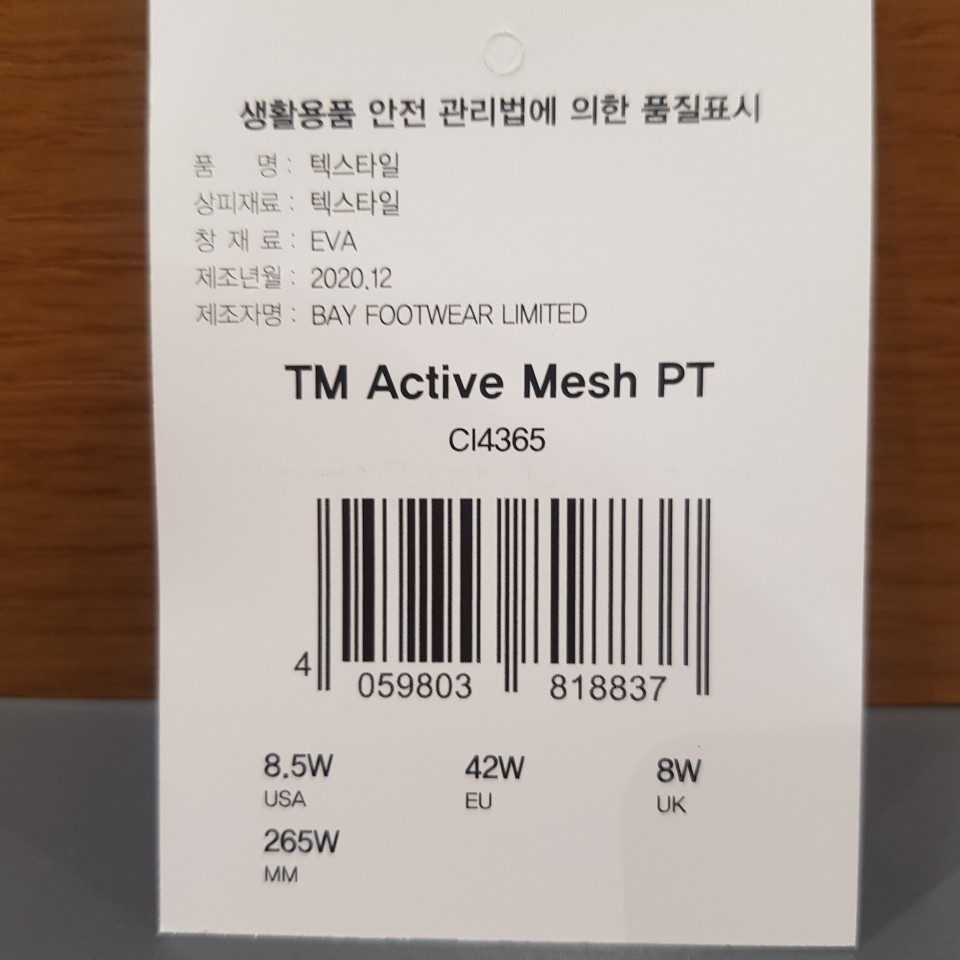 생활용품 안전 관리법에 의한 품질표시
품 명 : 텍스타일
상피재료 : 텍스타일
창 재 료 : EVA
제조년월 : 2020.12
제조자명 : BAY FOOTWEAR LIMITED
TM Active Mesh PT
CI4365
4 059803 818837
8.5W 42W 8W
USA EU UK
265W
MM